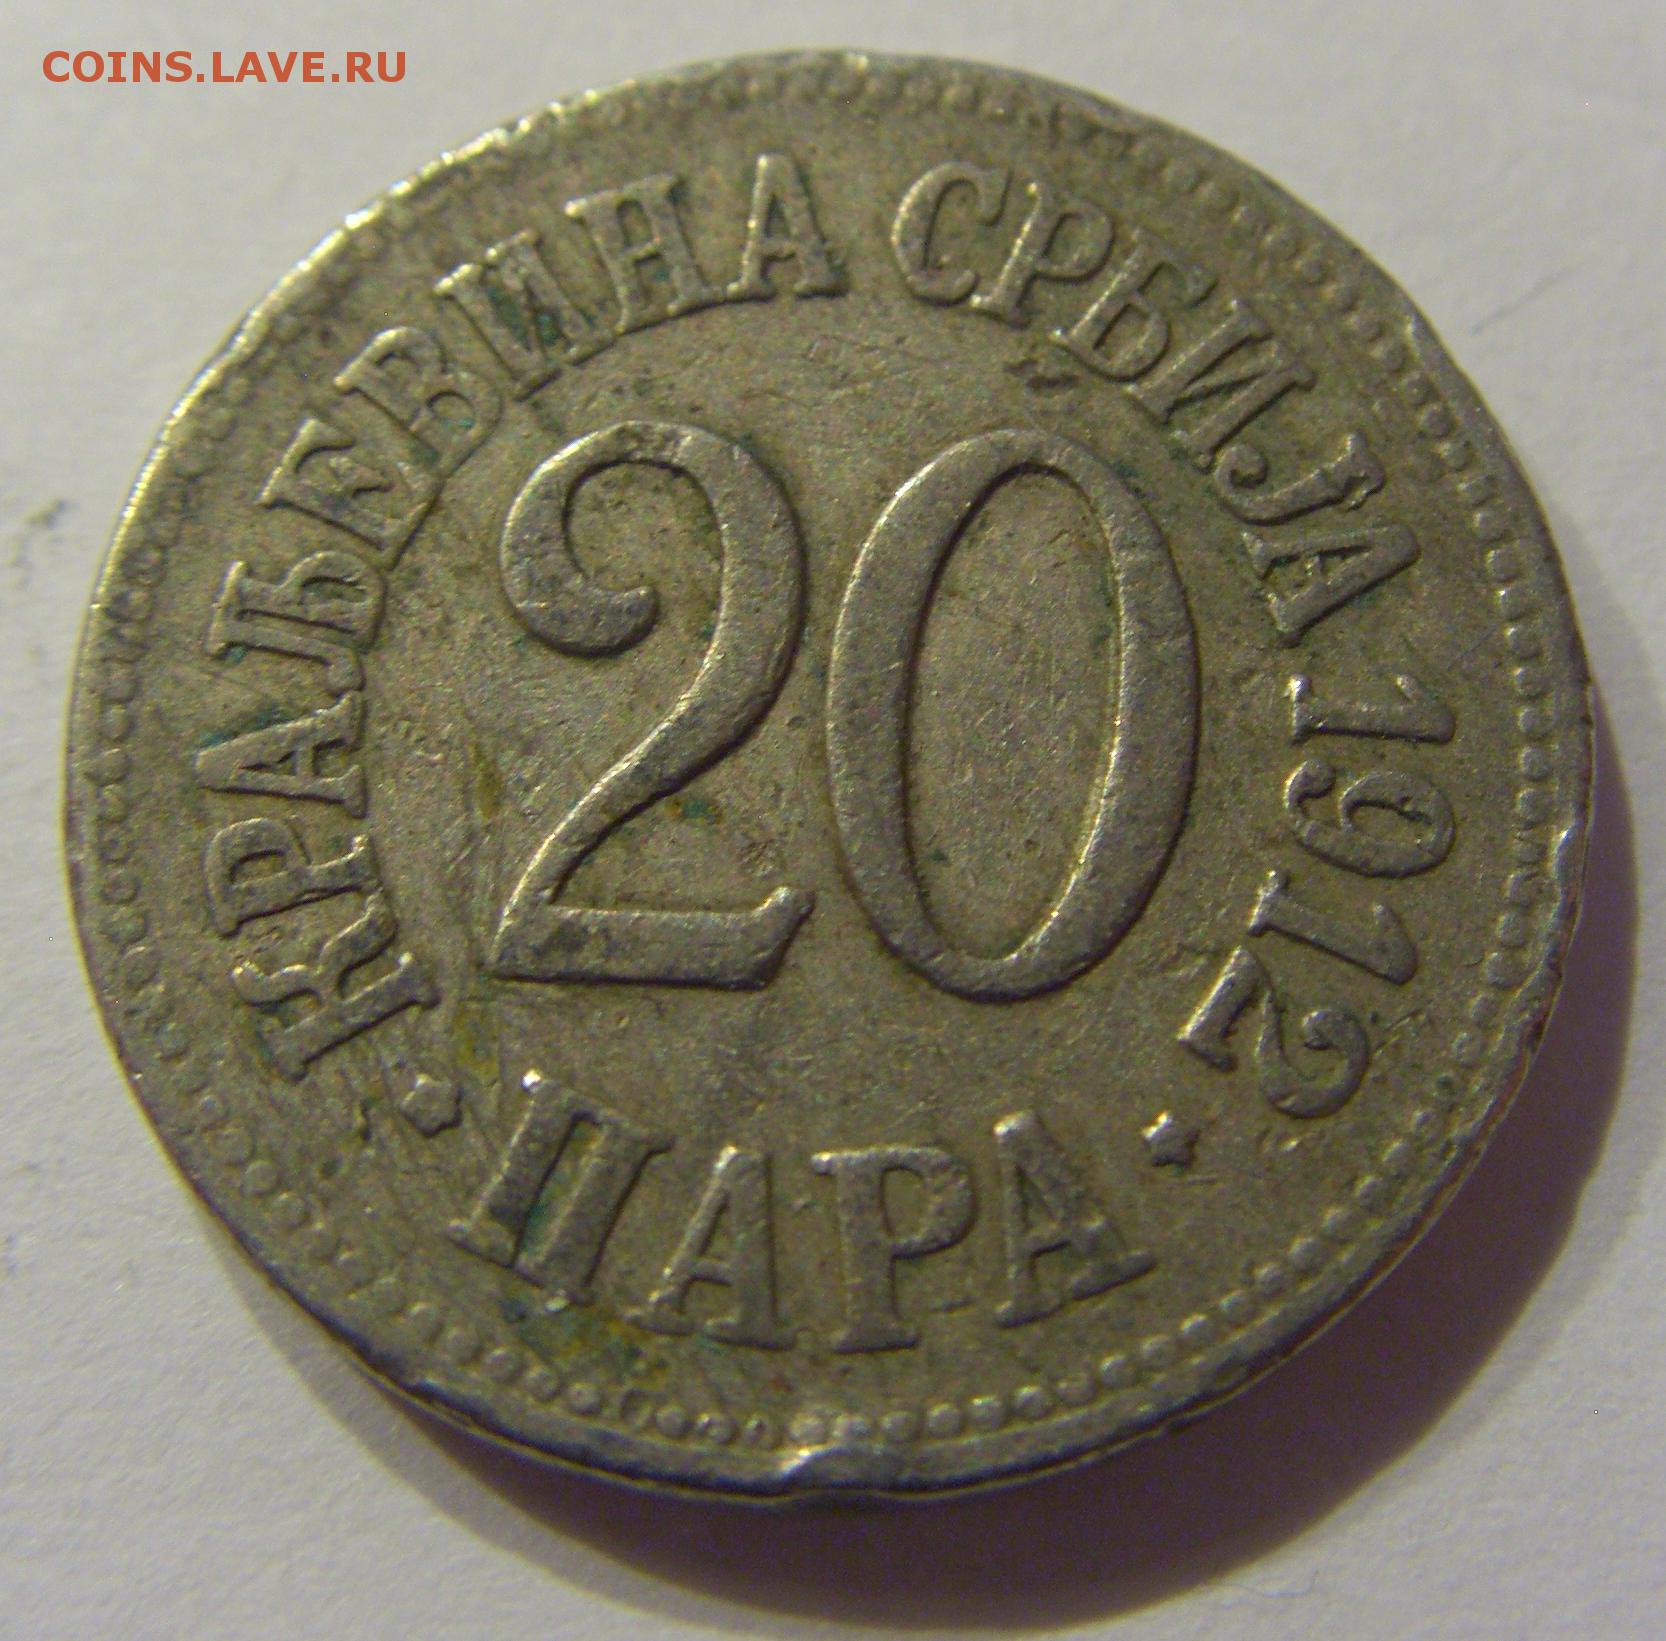 COINS.LAVE.RU
КРАЉЕВИНА СРБИЈА 1912
20
ПАРА